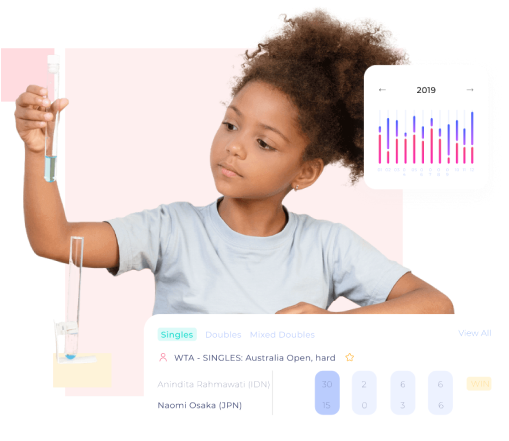 ← 2019 →
Singles Doubles Mixed Doubles View All
WTA - SINGLES: Australia Open, hard
Anindita Rahmawati (IDN) 30 2 6 6
Naomi Osaka (JPN) 15 0 3 6